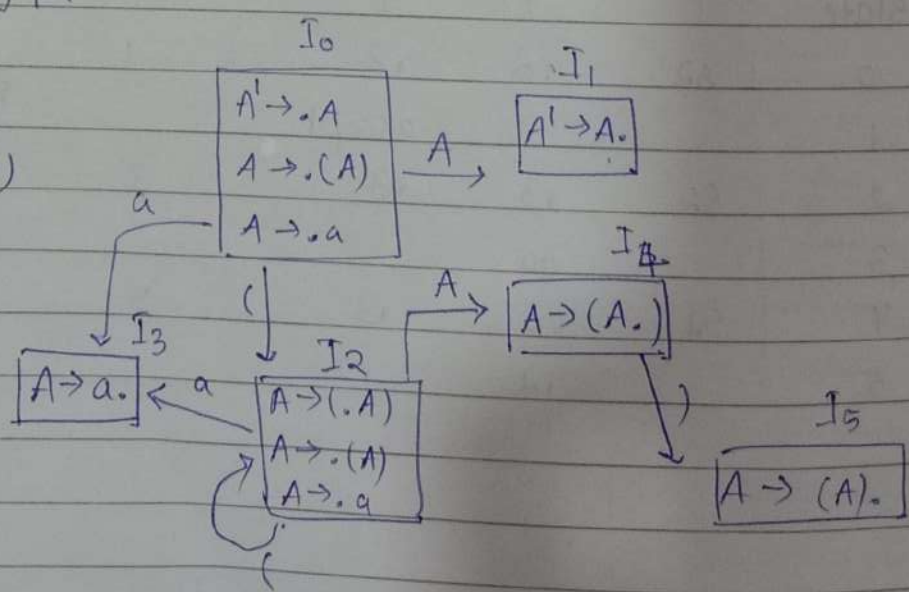 I0
A' → .A
A → .(A)
A → .a
A
I1
A' → A.
)
a
(
I3
A → a.
a
I2
A → (.A)
A → .(A)
A → .a
(
A
I4
A → (A.)
)
I5
A → (A).